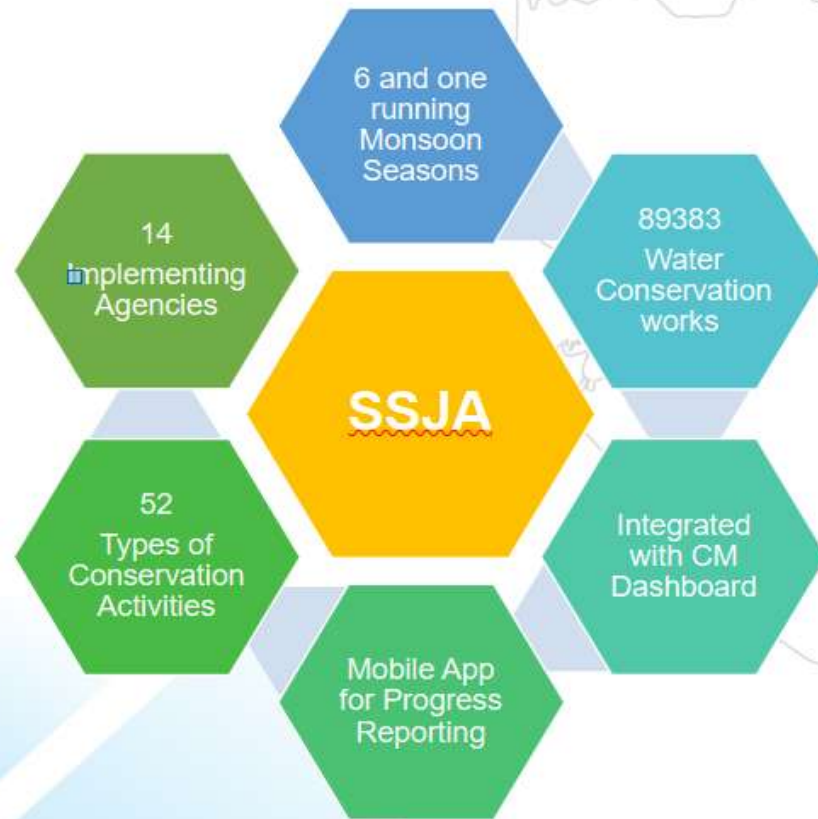 6 and one
running
Monsoon
Seasons
89383
Water
Conservation
works
Integrated
with CM
Dashboard
Mobile App
for Progress
Reporting
52
Types of
Conservation
Activities
14
Implementing
Agencies
SSJA